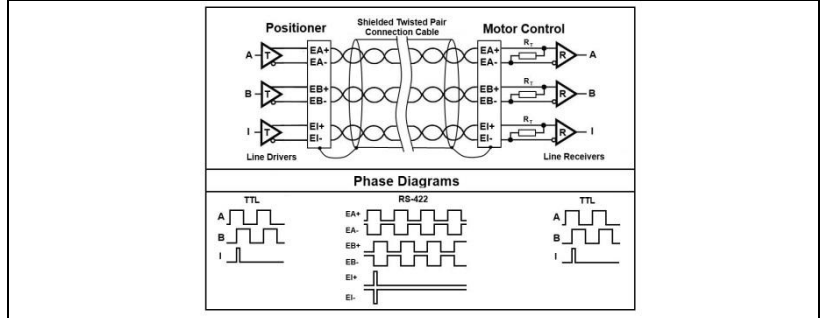 Positioner
Shielded Twisted Pair
Connection Cable
Motor Control
A
T
EA+
EA-
EA+
EA-
RT
R
A
B
T
EB+
EB-
EB+
EB-
RT
R
B
I
T
EI+
EI-
EI+
EI-
RT
R
I
Line Drivers
Line Receivers
Phase Diagrams
TTL
A
B
I
RS-422
EA+
EA-
EB+
EB-
EI+
EI-
TTL
A
B
I